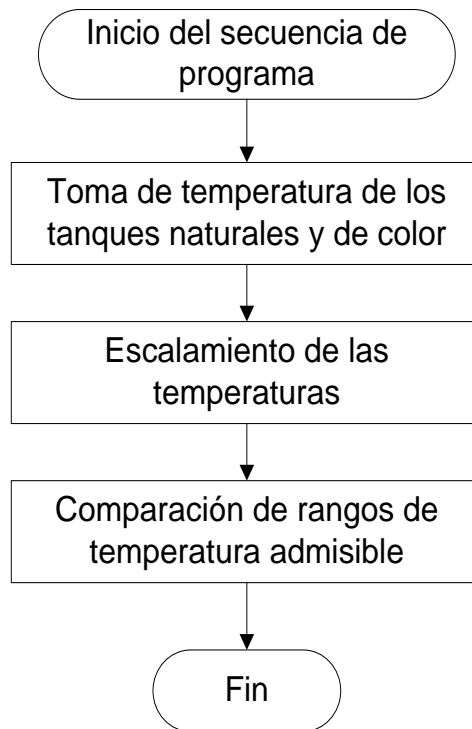 Inicio del secuencia de
programa
Toma de temperatura de los
tanques naturales y de color
Escalamiento de las
temperaturas
Comparación de rangos de
temperatura admisible
Fin